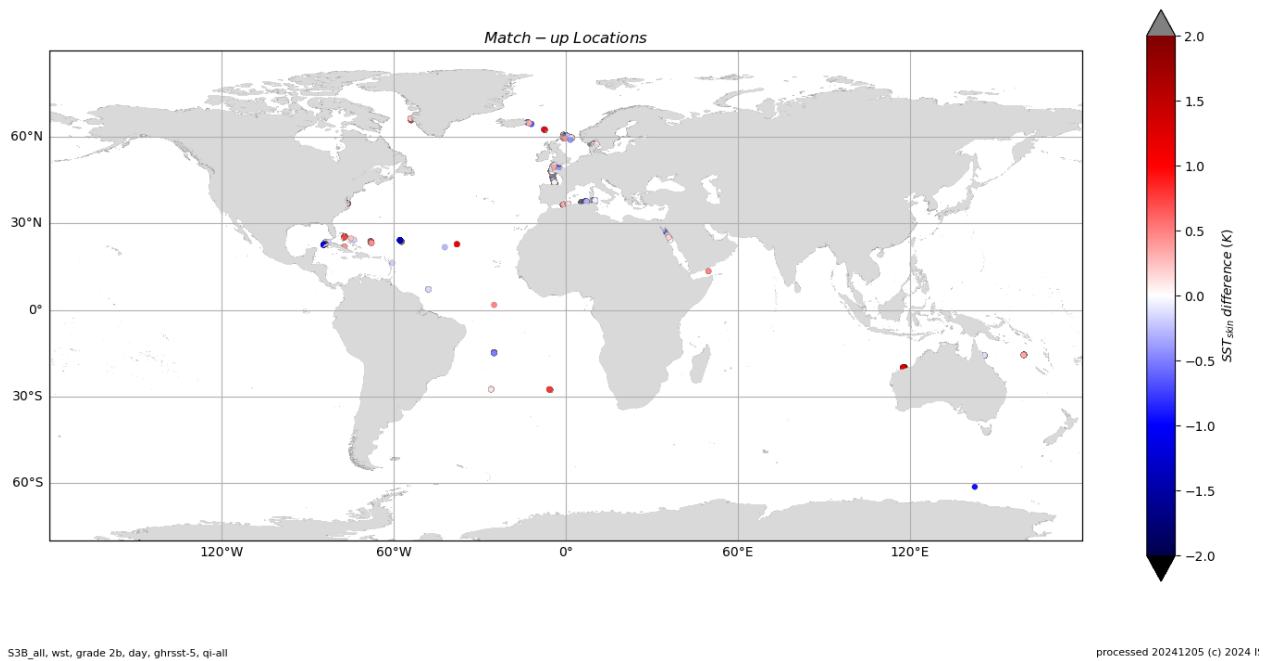 Match – up Locations
60°N
30°N
0°
30°S
60°S
120°W 60°W 0° 60°E 120°E
2.0
1.5
1.0
0.5
0.0
−0.5
−1.0
−1.5
−2.0
SSTskin difference (K)
S3B_all, wst, grade 2b, day, ghrsst-5, qi-all
processed 20241205 (c) 2024